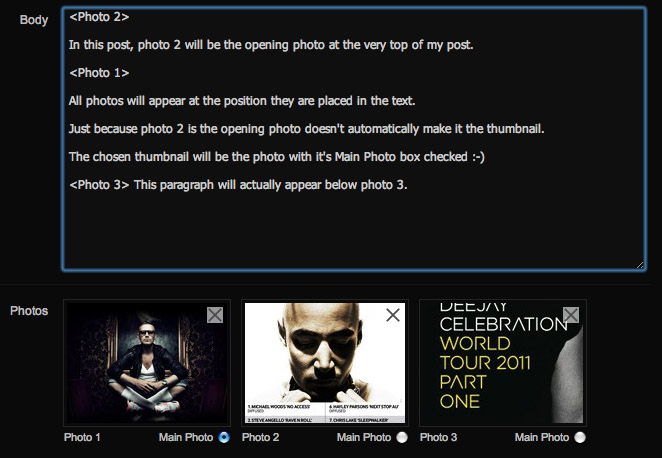 Body
<Photo 2>
In this post, photo 2 will be the opening photo at the very top of my post.
<Photo 1>
All photos will appear at the position they are placed in the text.
Just because photo 2 is the opening photo doesn't automatically make it the thumbnail.
The chosen thumbnail will be the photo with it's Main Photo box checked :-)
<Photo 3> This paragraph will actually appear below photo 3.
Photos
1. MICHAEL WOODS 'NO ACCESS'
DIFFUSED
2. STEVE ANGELLO 'RAVE N ROLL'
6. HAYLEY PARSONS 'NEXT STOP AU'
DIFFUSED
7. CHRIS LAKE 'SLEEPWALKER'
DEEJAY
CELEBRATION
WORLD
TOUR 2011
PART
ONE
Photo 1 Main Photo
Photo 2 Main Photo
Photo 3 Main Photo